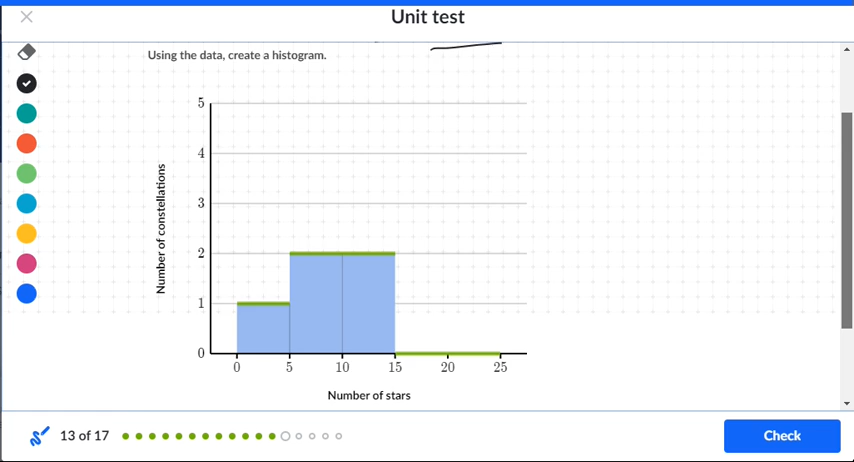 Unit test
Using the data, create a histogram.
5
4
3
2
1
0
Number of constellations
0 5 10 15 20 25
Number of stars
13 of 17
Check